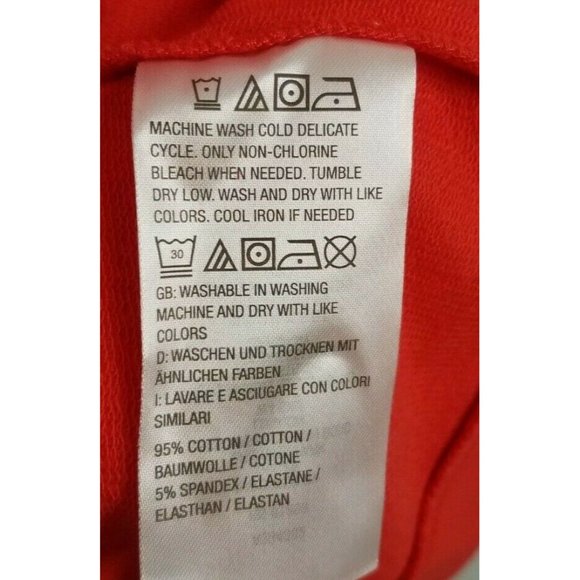 MACHINE WASH COLD DELICATE
CYCLE. ONLY NON-CHLORINE
BLEACH WHEN NEEDED. TUMBLE
DRY LOW. WASH AND DRY WITH LIKE
COLORS. COOL IRON IF NEEDED
30
GB: WASHABLE IN WASHING
MACHINE AND DRY WITH LIKE
COLORS
D: WASCHEN UND TROCKNEN MIT
ÄHNLICHEN FARBEN
I: LAVARE E ASCIUGARE CON COLORI
SIMILARI
95% COTTON / COTTON /
BAUMWOLLE / COTONE
5% SPANDEX / ELASTANE /
ELASTHAN / ELASTAN